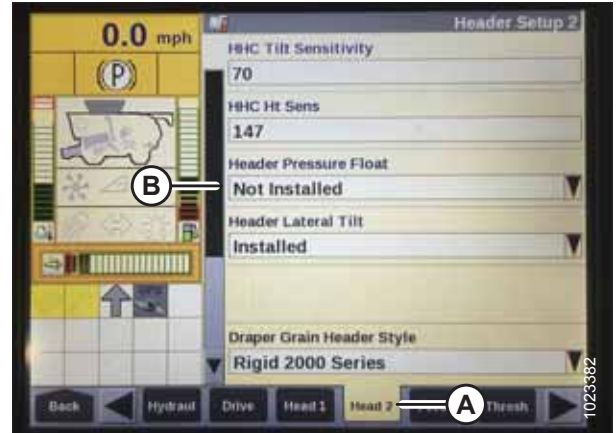 0.0 mph
Header Setup 2
(P)
HHC Tilt Sensitivity
70
HHC Ht Sens
147
Header Pressure Float
Not Installed
B
Header Lateral Tilt
Installed
Draper Grain Header Style
Rigid 2000 Series
Back
Hydraul
Drive
Head 1
Head 2
A
Thresh
1023382